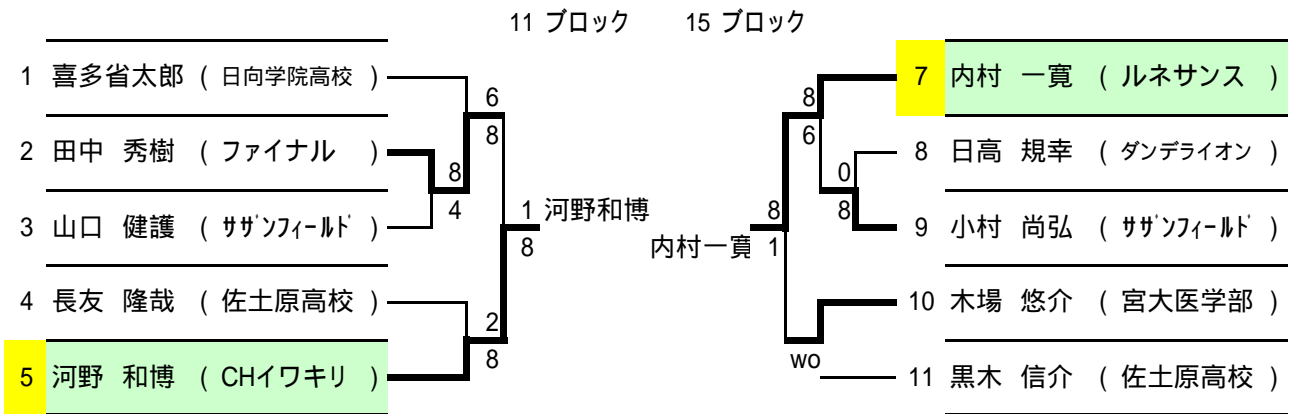 11 ブロック 15 ブロック
1 喜多省太郎 ( 日向学院高校 )
2 田中 秀樹 ( ファイナル )
3 山口 健護 ( ササ゛ンフィールト゛ )
4 長友 隆哉 ( 佐土原高校 )
5 河野 和博 ( CHイワキリ )
6
8
8
4
1 河野和博
8
2
8
7 内村 一寛 ( ルネサンス )
8 日高 規幸 ( ダンデライオン )
9 小村 尚弘 ( ササ゛ンフィールト゛ )
10 木場 悠介 ( 宮大医学部 )
11 黒木 信介 ( 佐土原高校 )
8
6
0
8
8
内村一寛 1
wo